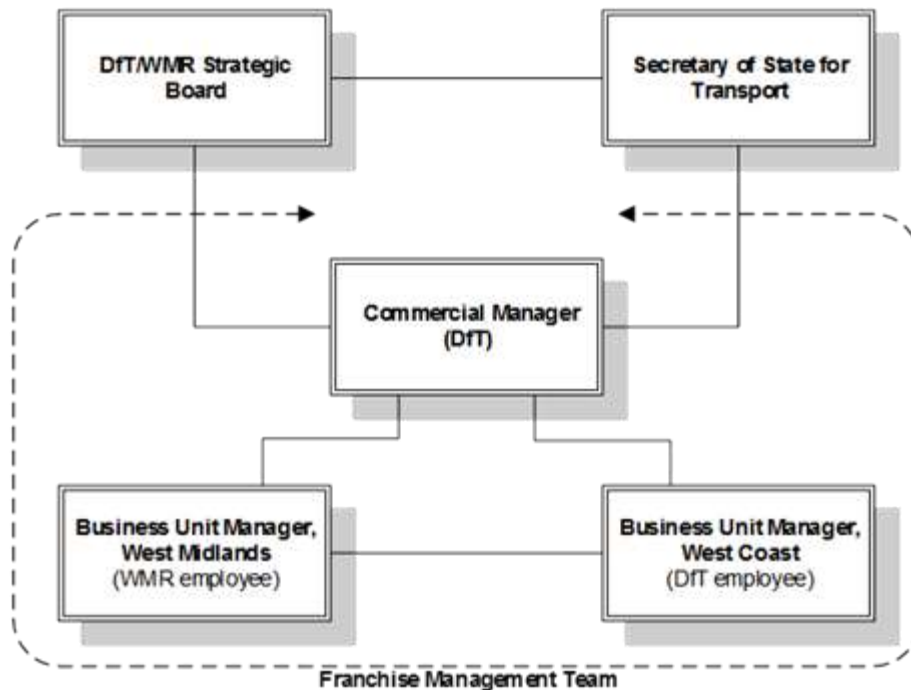 DfT/WMR Strategic
Board
Secretary of State for
Transport
Commercial Manager
(DfT)
Business Unit Manager,
West Midlands
(WMR employee)
Business Unit Manager,
West Coast
(DfT employee)
Franchise Management Team